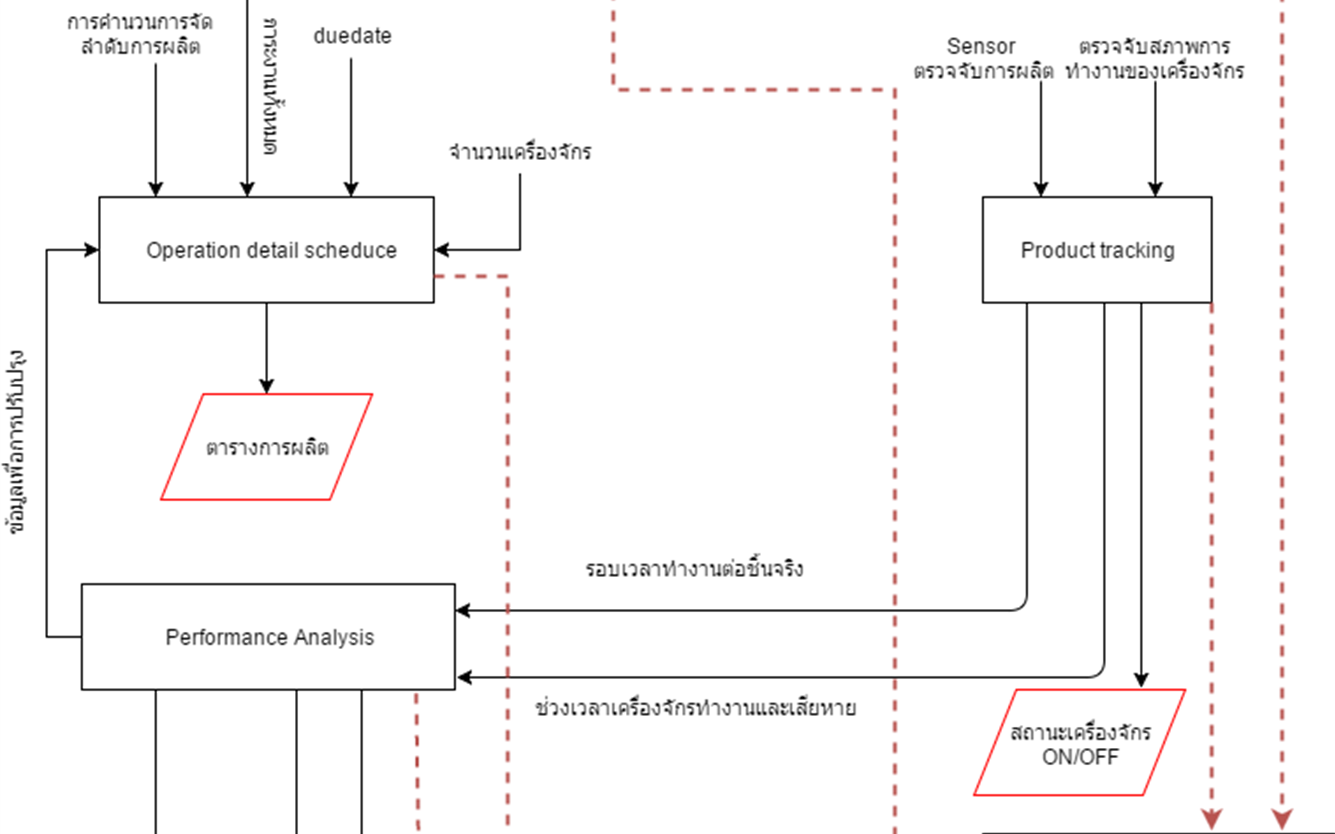 การคำนวนการจัด
ลำดับการผลิต
ภาระงานทั้งหมด
duedate
จำนวนเครื่องจักร
Sensor
ตรวจจับการผลิต
ตรวจจับสภาพการ
ทำงานของเครื่องจักร
Operation detail scheduce
Product tracking
ข้อมูลเพื่อการปรับปรุง
ตารางการผลิต
รอบเวลาทำงานต่อชิ้นจริง
Performance Analysis
ช่วงเวลาเครื่องจักรทำงานและเสียหาย
สถานะเครื่องจักร
ON/OFF